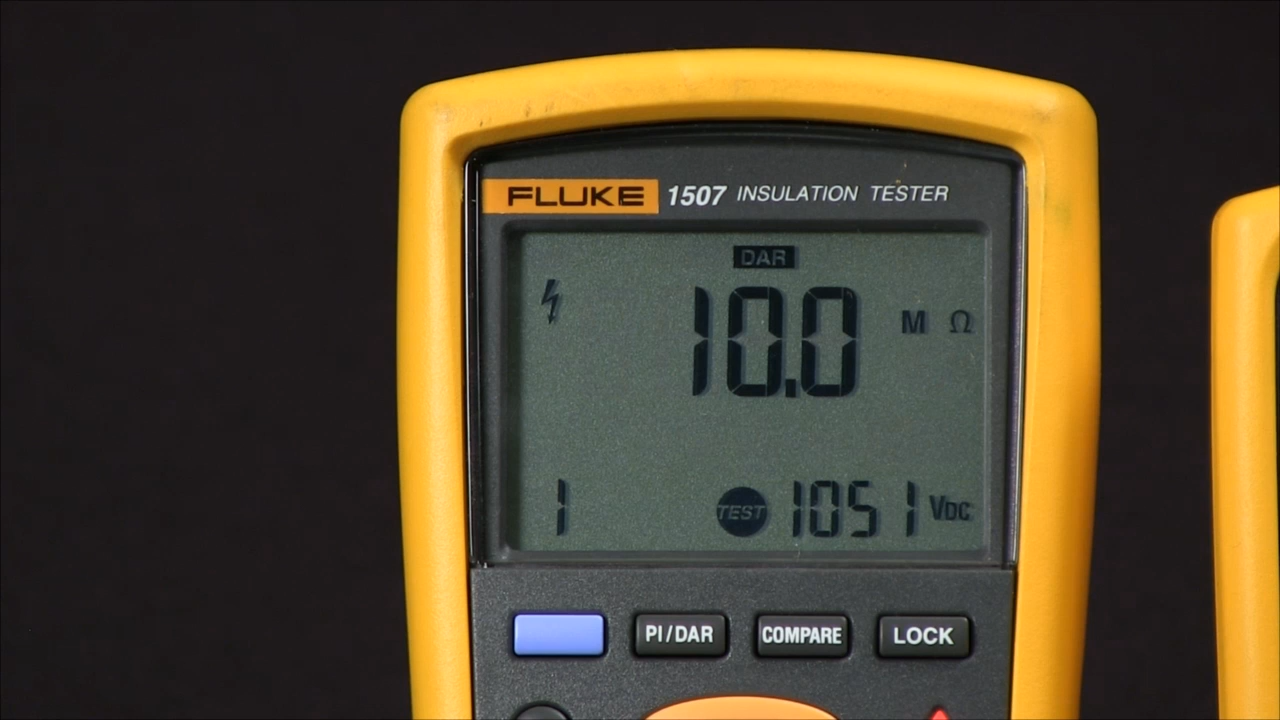 FLUKE 1507 INSULATION TESTER
DAR
10.0 M Ω
1 TEST 1051 VDC
PI/DAR COMPARE LOCK